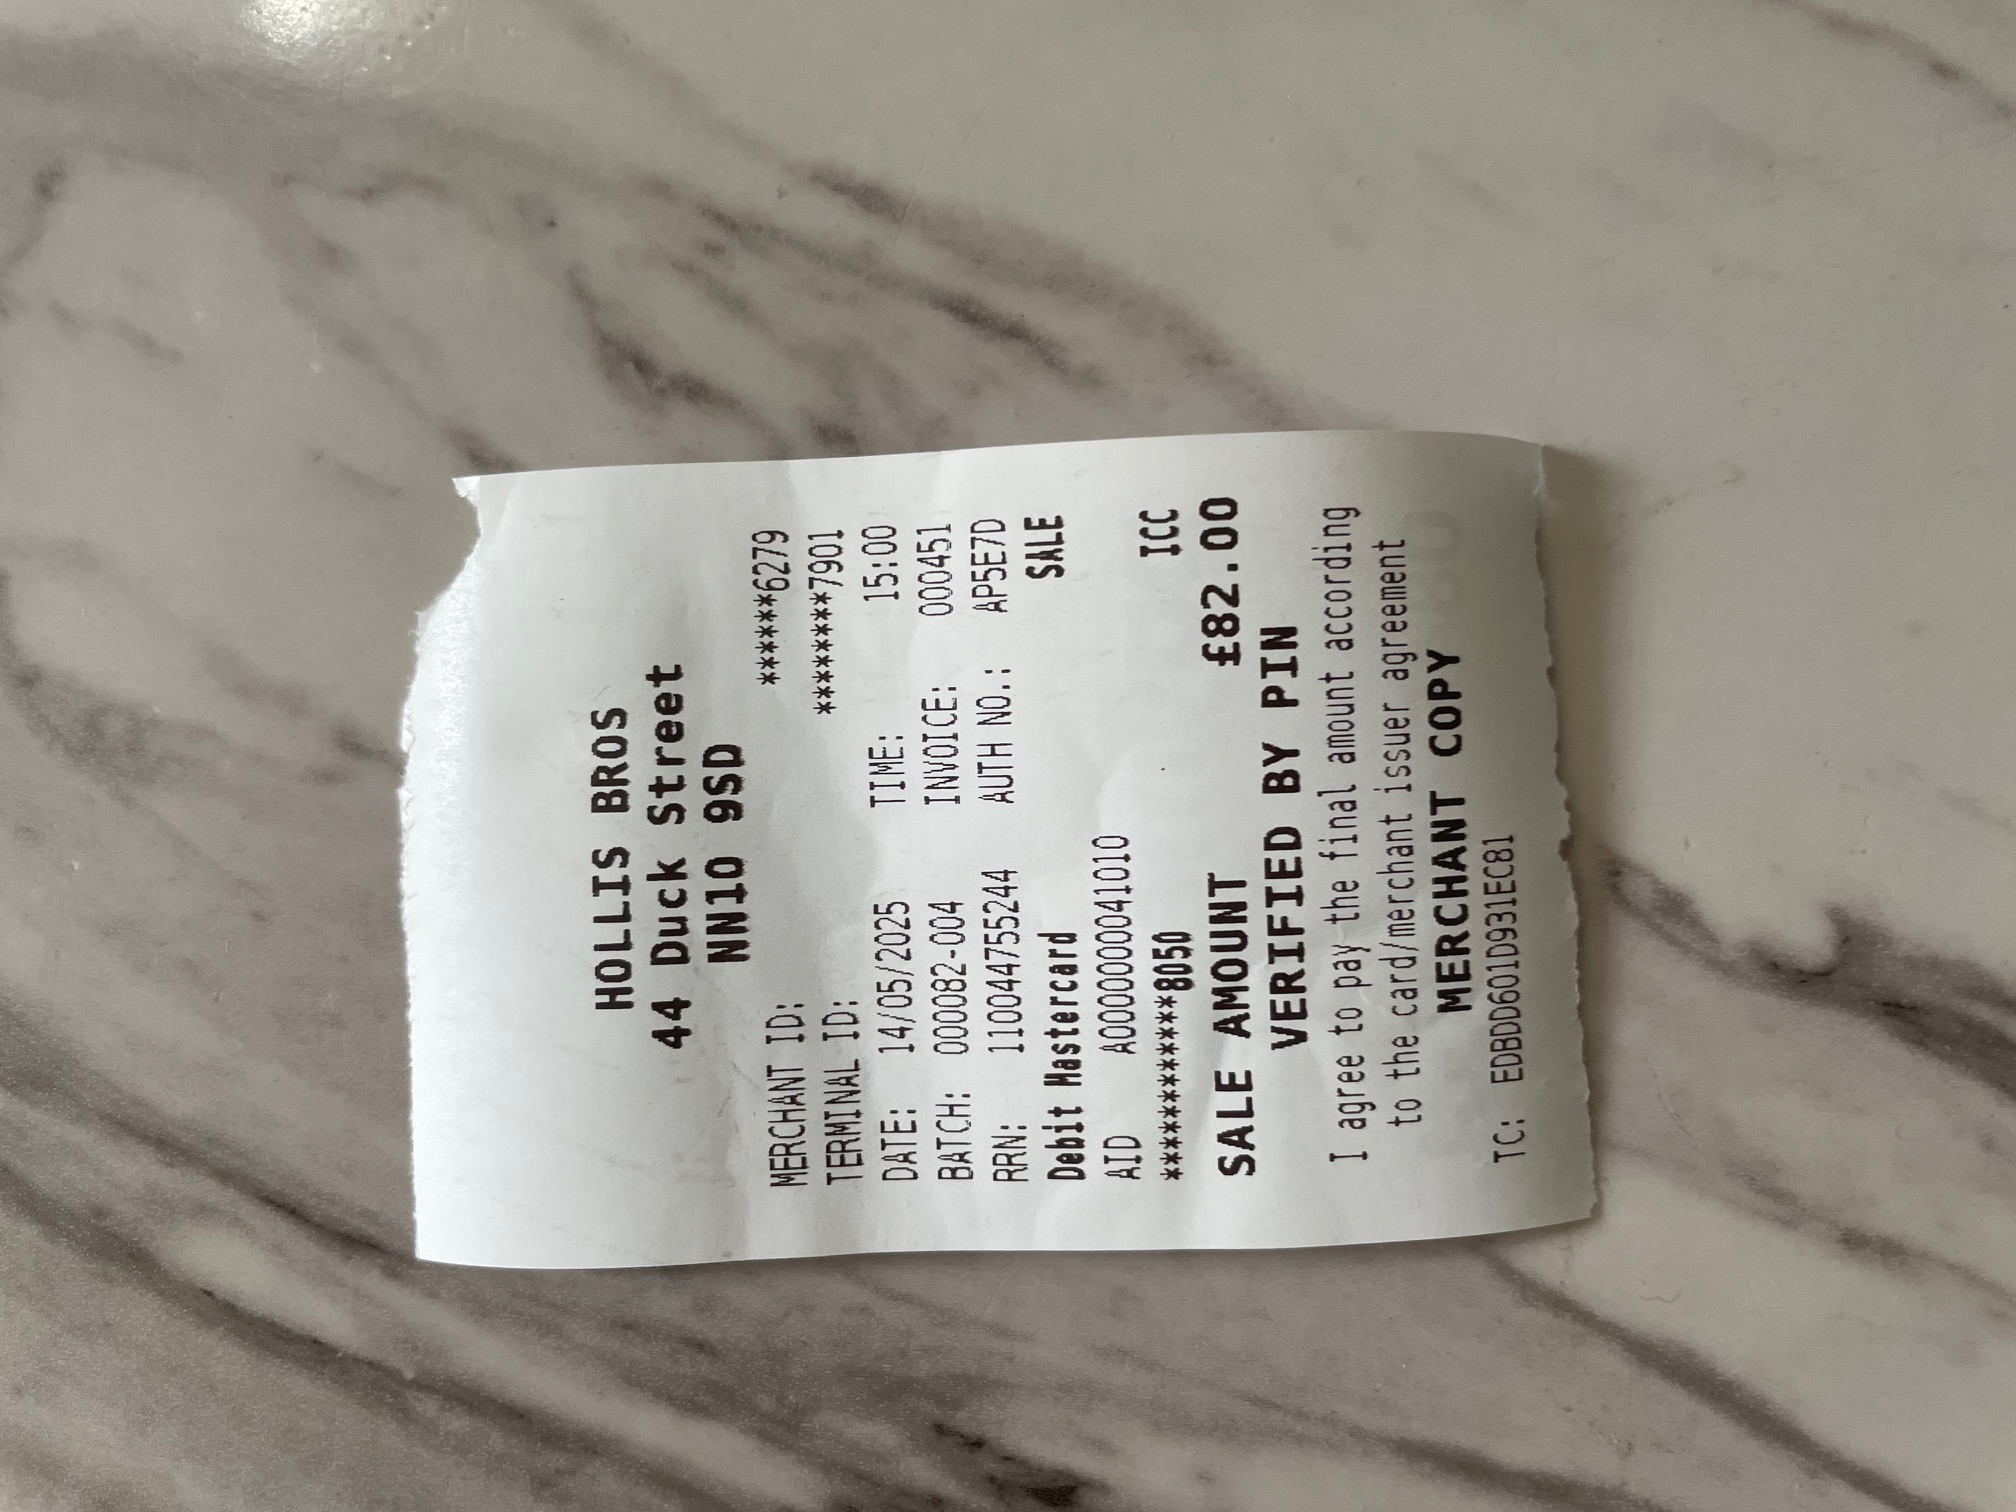 HOLLIS BROS
44 Duck Street
NN10 9SD
MERCHANT ID: ******6279
TERMINAL ID: ********7901
DATE: 14/05/2025 TIME: 15:00
BATCH: 000082-004 INVOICE: 000451
RRN: 110044755244 AUTH NO.: AP5E7D
Debit Mastercard SALE
AID A0000000041010
************8050 ICC
SALE AMOUNT £82.00
VERIFIED BY PIN
I agree to pay the final amount according
to the card/merchant issuer agreement
MERCHANT COPY
TC: EDBDD601D931EC81